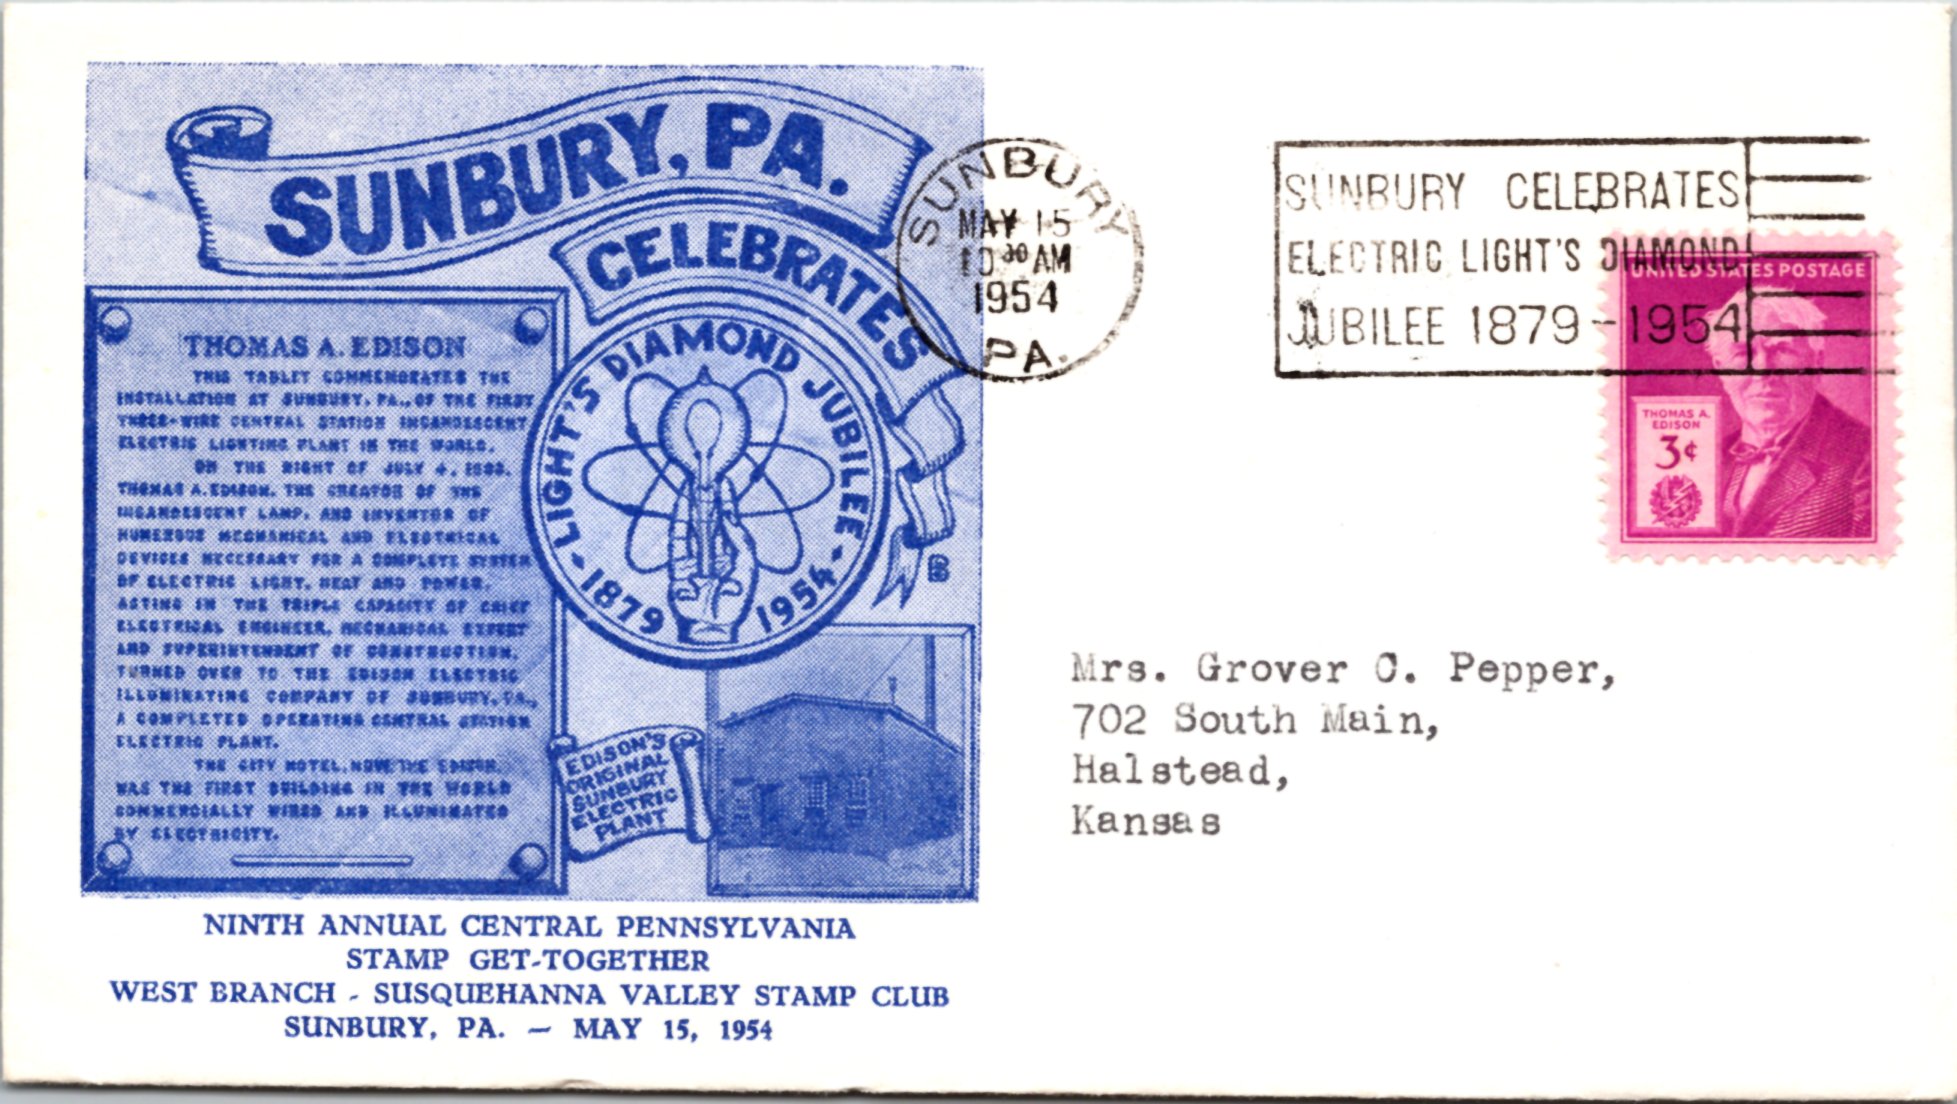 SUNBURY, PA.
CELEBRATES
LIGHT'S DIAMOND JUBILEE
- 1879 1954 -
THOMAS A. EDISON
THIS TABLET COMMEMORATES THE
INSTALLATION AT SUNBURY, PA., OF THE FIRST
THREE-WIRE CENTRAL STATION INCANDESCENT
ELECTRIC LIGHTING PLANT IN THE WORLD.
ON THE NIGHT OF JULY 4, 1883,
THOMAS A. EDISON, THE CREATOR OF THE
INCANDESCENT LAMP, AND INVENTOR OF
NUMEROUS MECHANICAL AND ELECTRICAL
DEVICES NECESSARY FOR A COMPLETE SYSTEM
OF ELECTRIC LIGHT, HEAT AND POWER,
ACTING IN THE TRIPLE CAPACITY OF CHIEF
ELECTRICAL ENGINEER, MECHANICAL EXPERT
AND SUPERINTENDENT OF CONSTRUCTION,
TURNED OVER TO THE EDISON ELECTRIC
ILLUMINATING COMPANY OF SUNBURY, PA.,
A COMPLETED OPERATING CENTRAL STATION
ELECTRIC PLANT.
THE CITY HOTEL, NOW THE EDISON,
WAS THE FIRST BUILDING IN THE WORLD
COMMERCIALLY WIRED AND ILLUMINATED
BY ELECTRICITY.
EDISON'S
ORIGINAL
SUNBURY
ELECTRIC
PLANT
NINTH ANNUAL CENTRAL PENNSYLVANIA
STAMP GET-TOGETHER
WEST BRANCH - SUSQUEHANNA VALLEY STAMP CLUB
SUNBURY, PA. — MAY 15, 1954
SUNBURY
MAY 15
10 30 AM
1954
PA.
SUNBURY CELEBRATES
ELECTRIC LIGHT'S DIAMOND
JUBILEE 1879-1954
UNITED STATES POSTAGE
THOMAS A.
EDISON
3¢
Mrs. Grover C. Pepper,
702 South Main,
Halstead,
Kansas